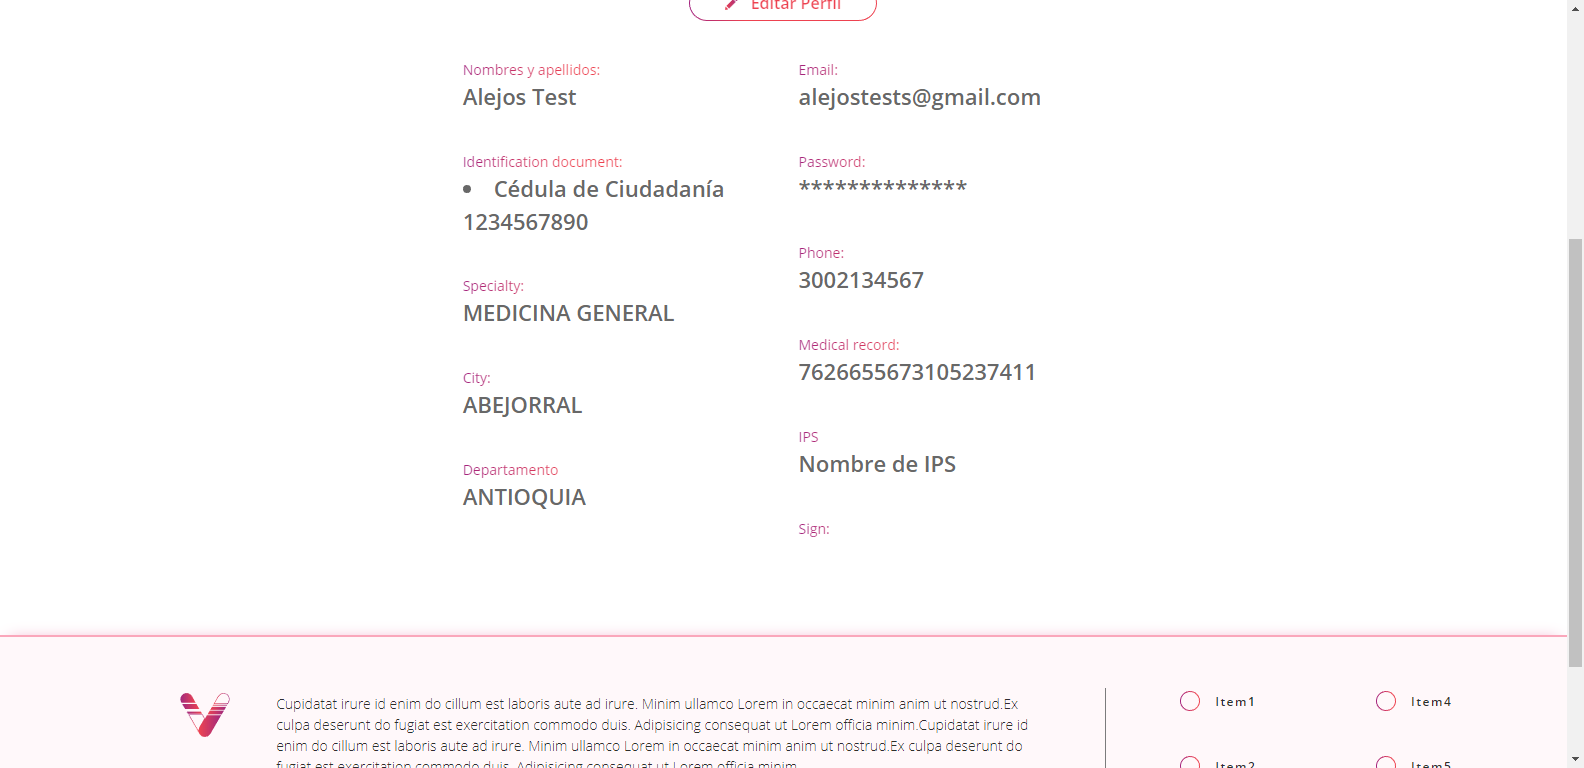 Editar Perfil
Nombres y apellidos:
Alejos Test
Identification document:
• Cédula de Ciudadanía
1234567890
Specialty:
MEDICINA GENERAL
City:
ABEJORRAL
Departamento
ANTIOQUIA
Email:
alejostests@gmail.com
Password:
**************
Phone:
3002134567
Medical record:
7626655673105237411
IPS
Nombre de IPS
Sign:
Cupidatat irure id enim do cillum est laboris aute ad irure. Minim ullamco Lorem in occaecat minim anim ut nostrud.Ex
culpa deserunt do fugiat est exercitation commodo duis. Adipisicing consequat ut Lorem officia minim.Cupidatat irure id
enim do cillum est laboris aute ad irure. Minim ullamco Lorem in occaecat minim anim ut nostrud.Ex culpa deserunt do
fugiat est exercitation commodo duis. Adipisicing consequat ut Lorem officia minim.
Item1
Item4
Item2
Item5